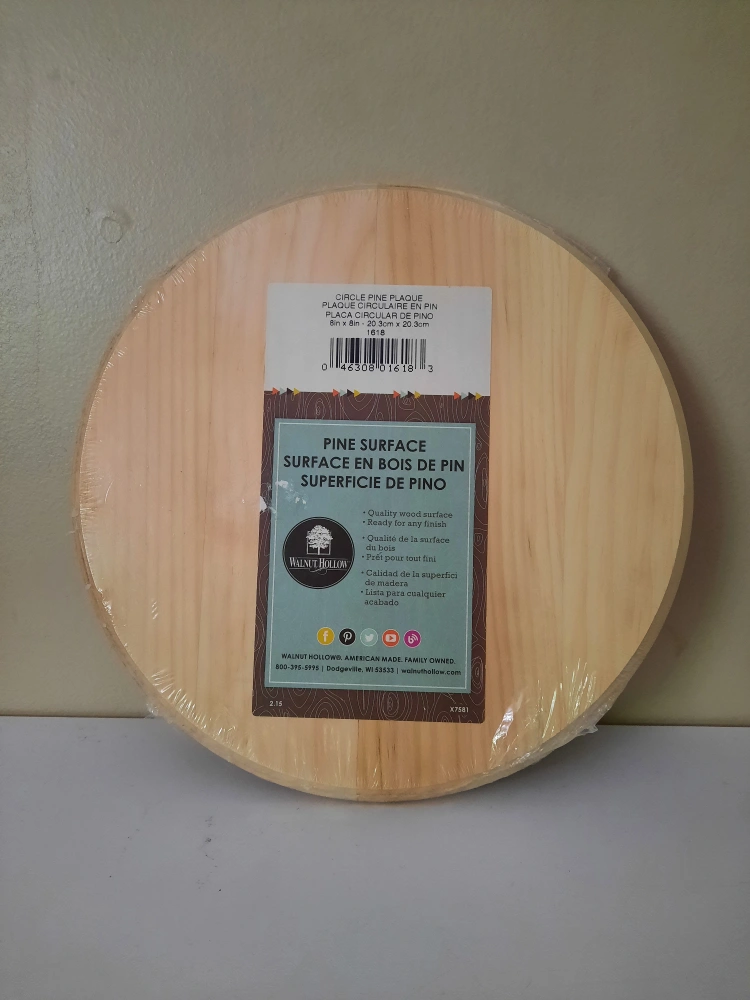 CIRCLE PINE PLAQUE
PLAQUE CIRCULAIRE EN PIN
PLACA CIRCULAR DE PINO
8in x 8in - 20.3cm x 20.3cm
1618
0 46308 01618 3
PINE SURFACE
SURFACE EN BOIS DE PIN
SUPERFICIE DE PINO
• Quality wood surface
• Ready for any finish
• Qualité de la surface
du bois
• Prêt pour tout fini
• Calidad de la superfici
de madera
• Lista para cualquier
acabado
WALNUT HOLLOW
WALNUT HOLLOW®. AMERICAN MADE. FAMILY OWNED.
800-395-5995 | Dodgeville, WI 53533 | walnuthollow.com
2.15
X7581